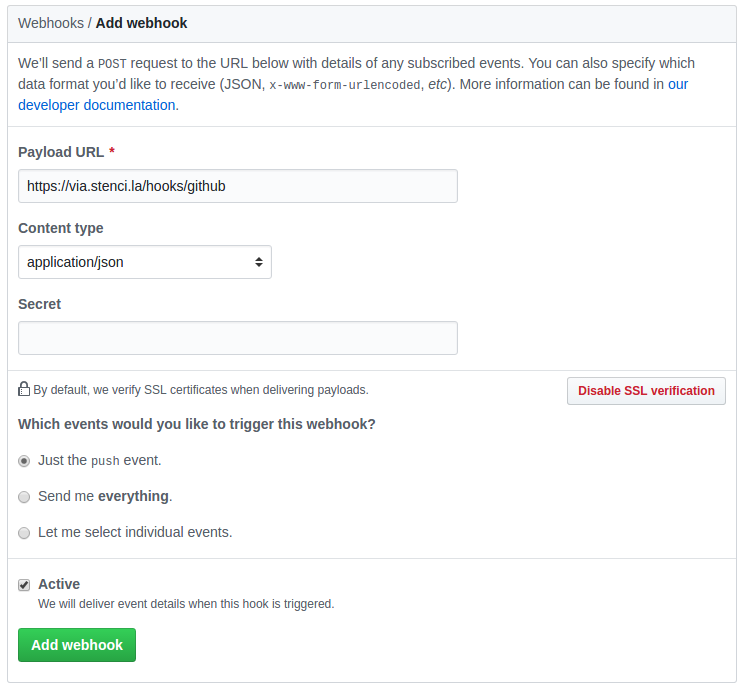 Webhooks / Add webhook
We’ll send a POST request to the URL below with details of any subscribed events. You can also specify which
data format you’d like to receive (JSON, x-www-form-urlencoded, etc). More information can be found in our
developer documentation.
Payload URL *
https://via.stenci.la/hooks/github
Content type
application/json
Secret
By default, we verify SSL certificates when delivering payloads.
Disable SSL verification
Which events would you like to trigger this webhook?
Just the push event.
Send me everything.
Let me select individual events.
Active
We will deliver event details when this hook is triggered.
Add webhook